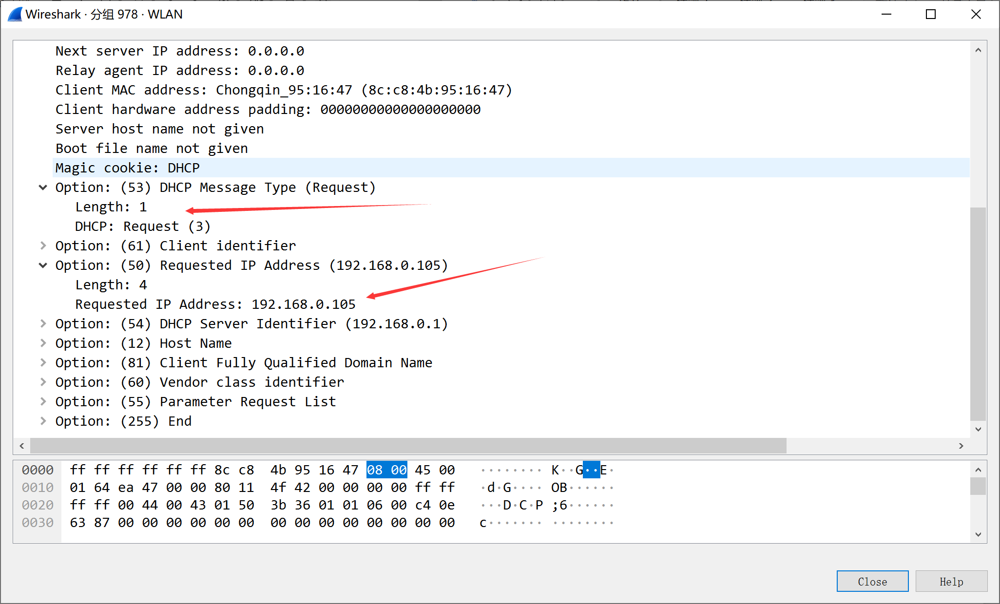 Wireshark · 分组 978 · WLAN
Next server IP address: 0.0.0.0
Relay agent IP address: 0.0.0.0
Client MAC address: Chongqin_95:16:47 (8c:c8:4b:95:16:47)
Client hardware address padding: 00000000000000000000
Server host name not given
Boot file name not given
Magic cookie: DHCP
Option: (53) DHCP Message Type (Request)
Length: 1
DHCP: Request (3)
Option: (61) Client identifier
Option: (50) Requested IP Address (192.168.0.105)
Length: 4
Requested IP Address: 192.168.0.105
Option: (54) DHCP Server Identifier (192.168.0.1)
Option: (12) Host Name
Option: (81) Client Fully Qualified Domain Name
Option: (60) Vendor class identifier
Option: (55) Parameter Request List
Option: (255) End
0000 ff ff ff ff ff ff 8c c8 4b 95 16 47 08 00 45 00 ········ K··G··E·
0010 01 64 ea 47 00 00 80 11 4f 42 00 00 00 00 ff ff ·d·G···· OB······
0020 ff ff 00 44 00 43 01 50 3b 36 01 01 06 00 c4 0e ···D·C·P ;6······
0030 63 87 00 00 00 00 00 00 00 00 00 00 00 00 00 00 c······· ········
Close Help